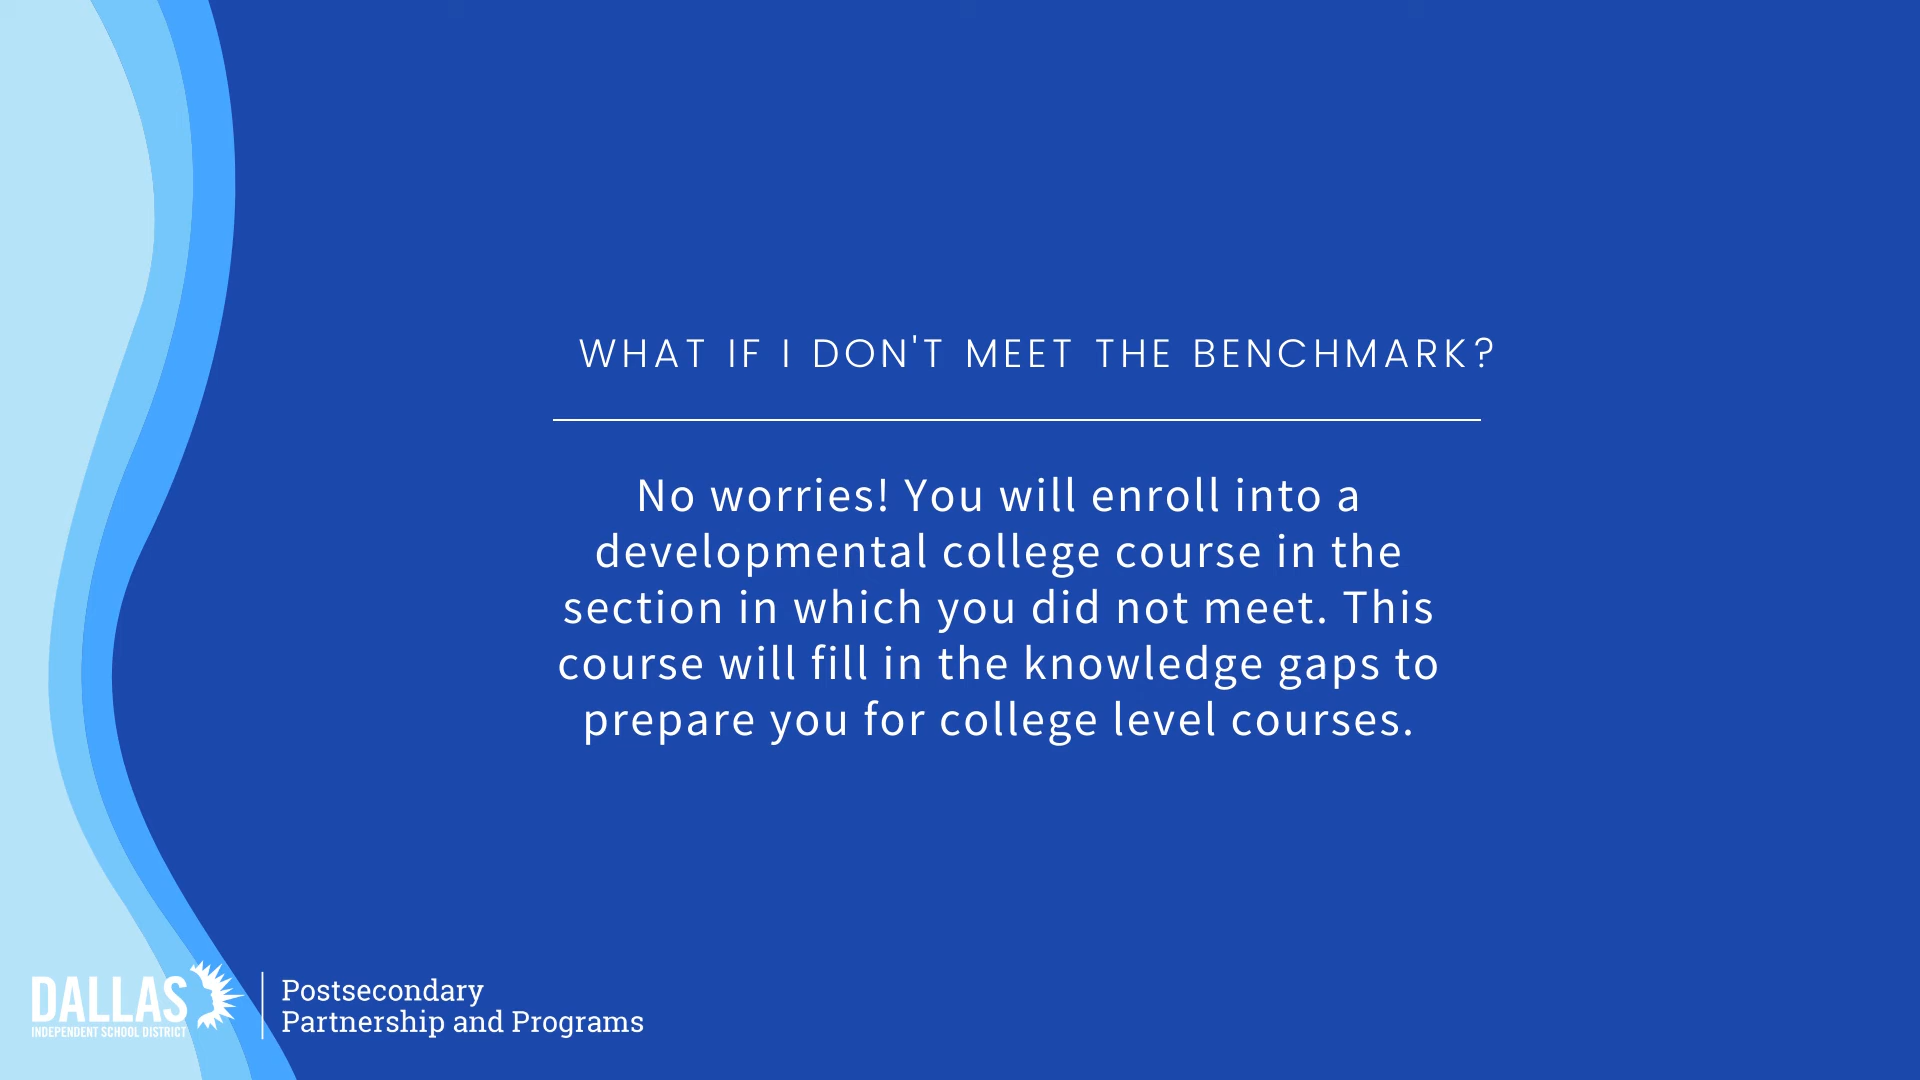 WHAT IF I DON'T MEET THE BENCHMARK?
No worries! You will enroll into a
developmental college course in the
section in which you did not meet. This
course will fill in the knowledge gaps to
prepare you for college level courses.
DALLAS
INDEPENDENT SCHOOL DISTRICT
Postsecondary
Partnership and Programs